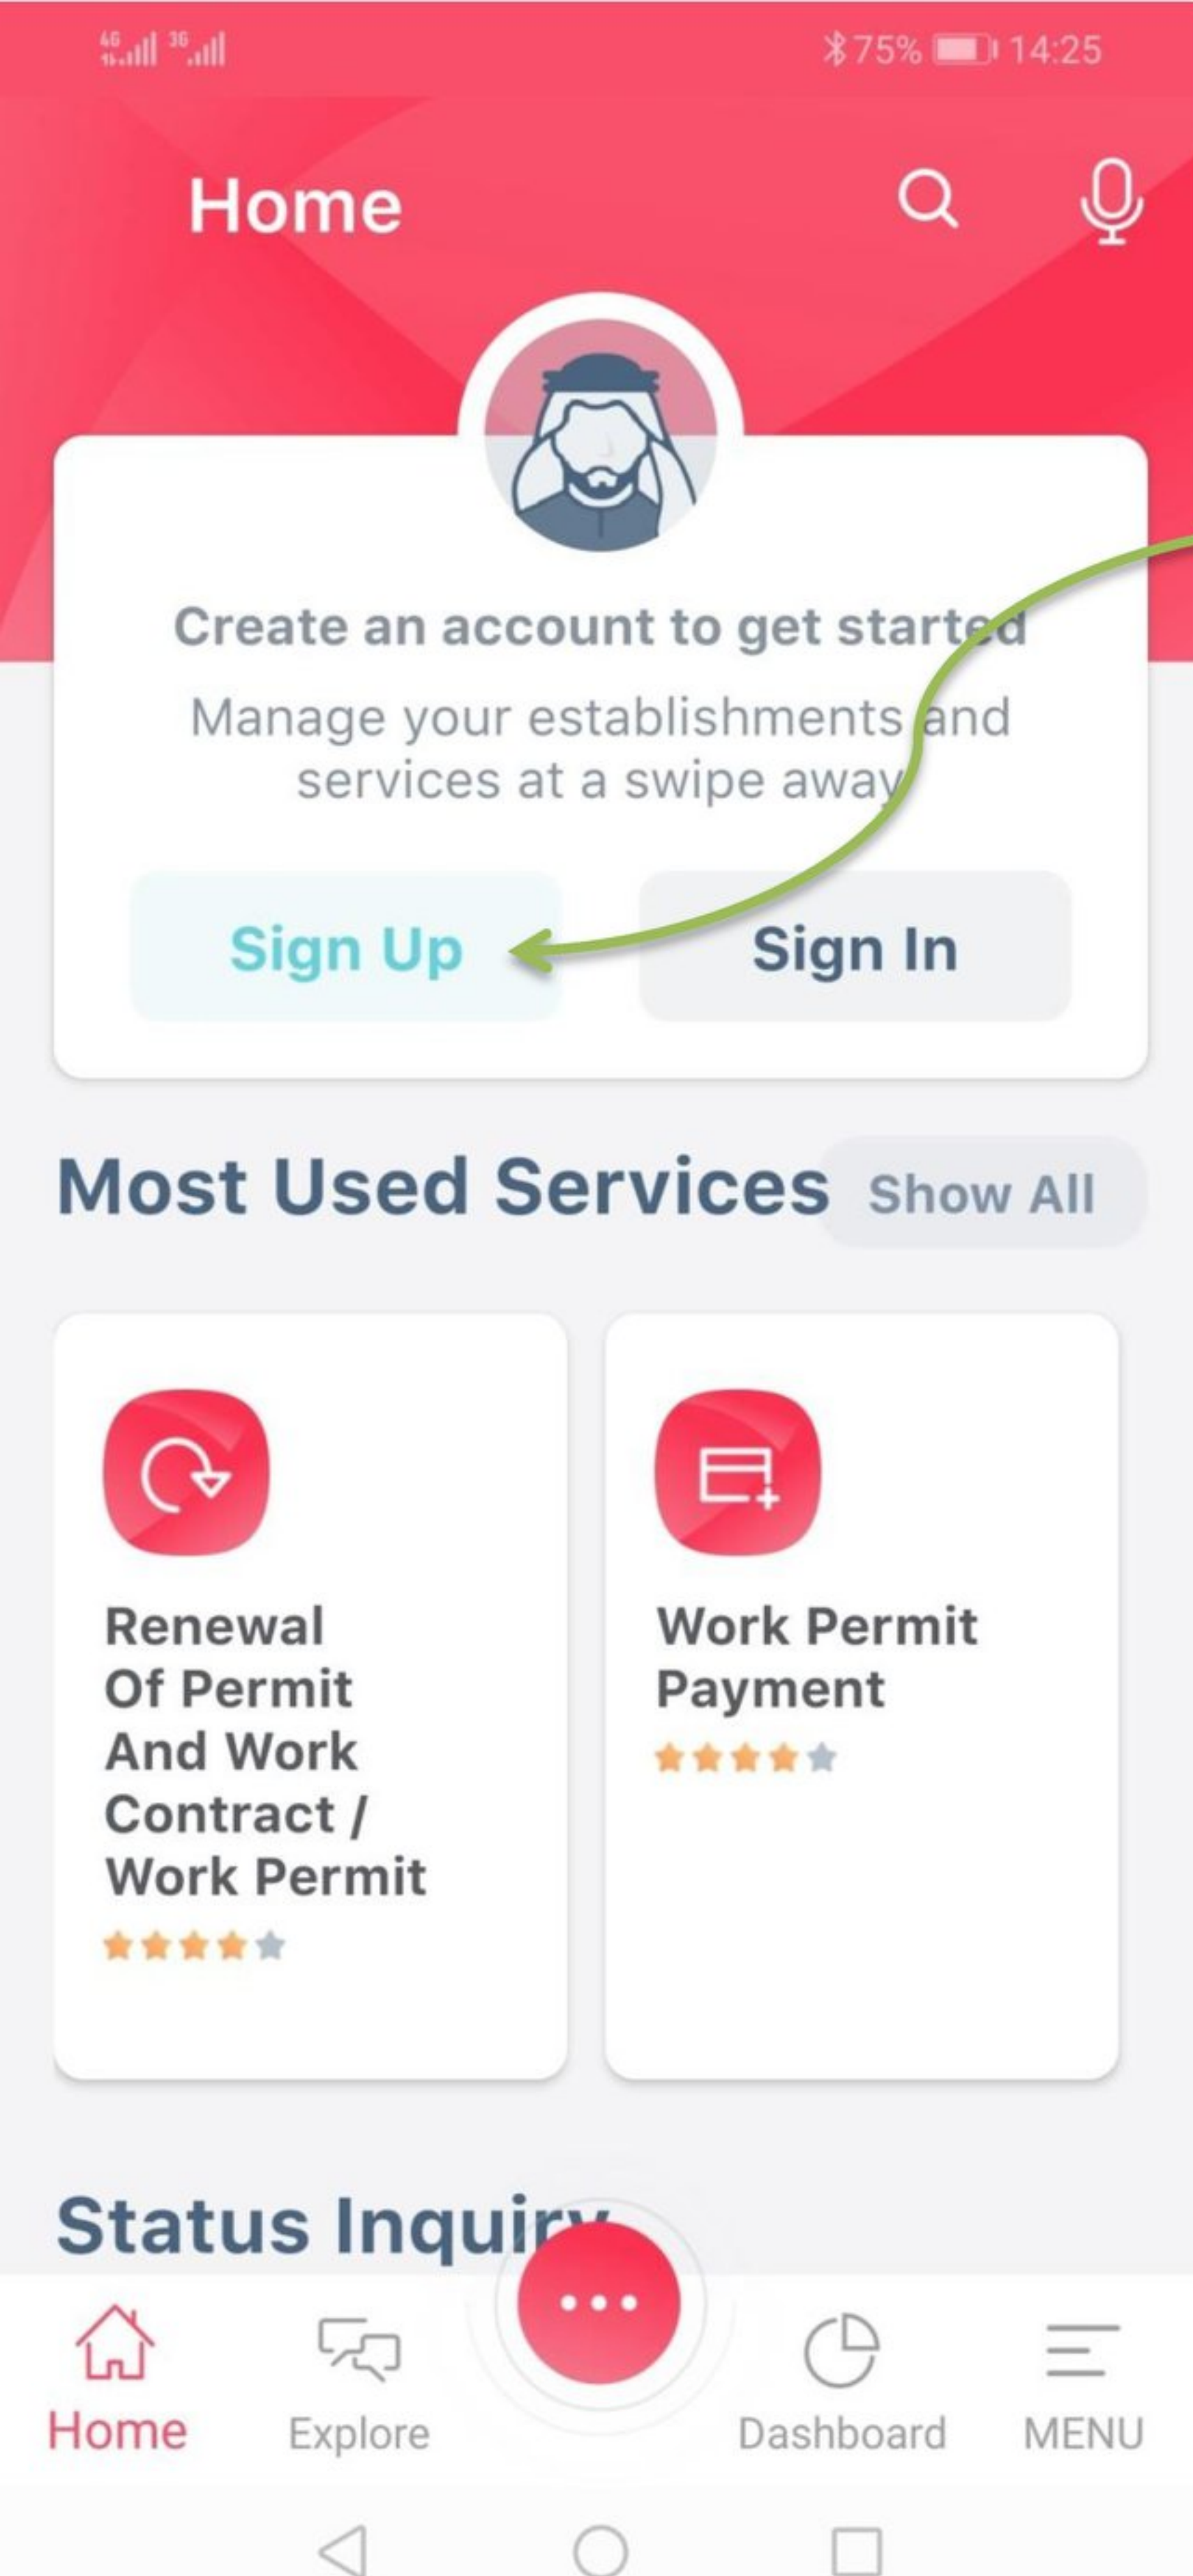 4G 3G 75% 14:25
Home
Create an account to get started
Manage your establishments and
services at a swipe away
Sign Up Sign In
Most Used Services Show All
Renewal
Of Permit
And Work
Contract /
Work Permit
Work Permit
Payment
Status Inquiry
Home Explore Dashboard MENU